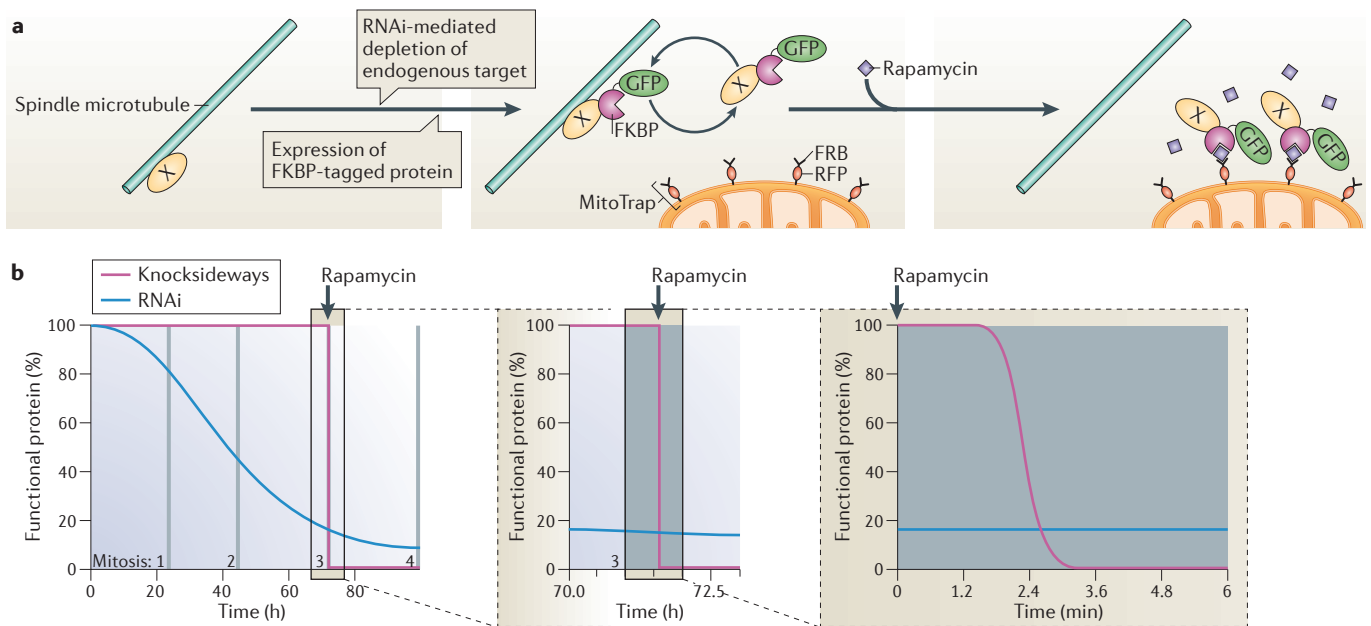 a
RNAi-mediated
depletion of
endogenous target
Spindle microtubule
X
Expression of
FKBP-tagged protein
GFP
X
FKBP
GFP
X
FRB
RFP
MitoTrap
Rapamycin
X
GFP
X
GFP
b
Knocksideways
RNAi
Rapamycin
Functional protein (%)
100
80
60
40
20
0
Mitosis: 1
2
3
4
0
20
40
60
80
Time (h)
Rapamycin
Functional protein (%)
100
80
60
40
20
0
3
70.0
72.5
Time (h)
Rapamycin
Functional protein (%)
100
80
60
40
20
0
0
1.2
2.4
3.6
4.8
6
Time (min)